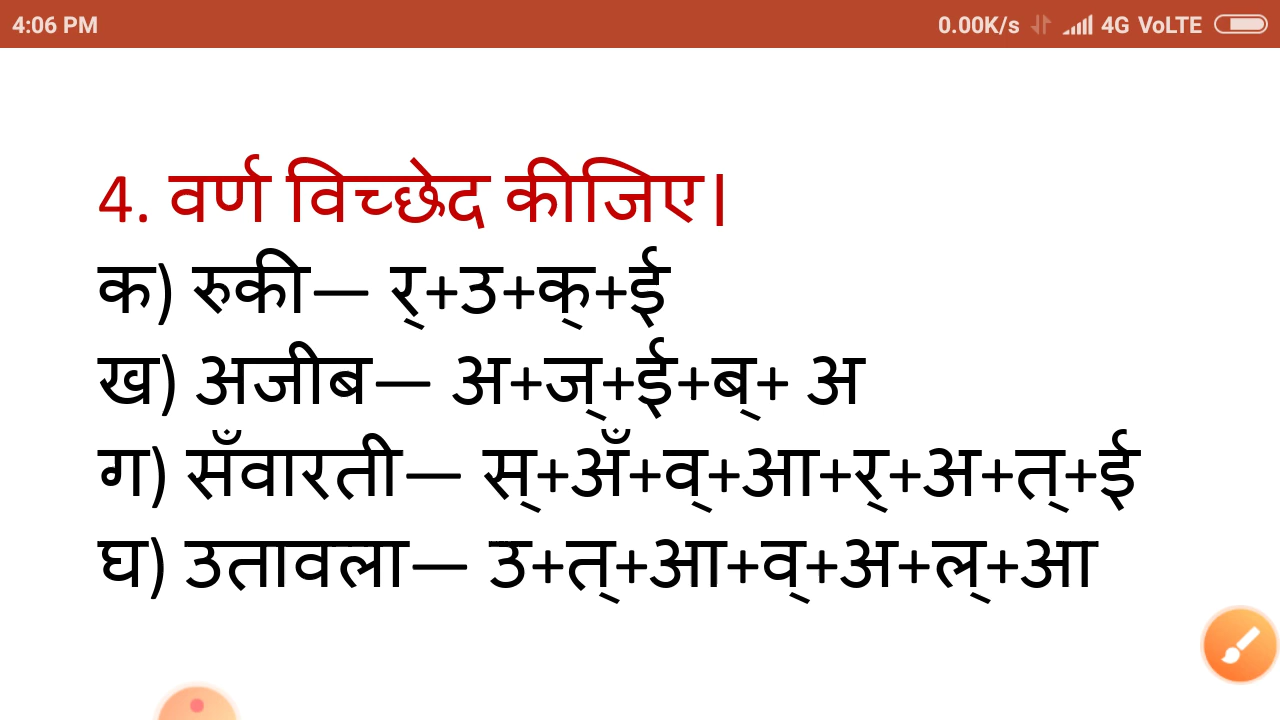 4:06 PM 0.00K/s 4G VoLTE
4. वर्ण विच्छेद कीजिए।
क) रुकी— र्+उ+क्+ई
ख) अजीब— अ+ज्+ई+ब्+ अ
ग) सँवारती— स्+अँ+व्+आ+र्+अ+त्+ई
घ) उतावला— उ+त्+आ+व्+अ+ल्+आ